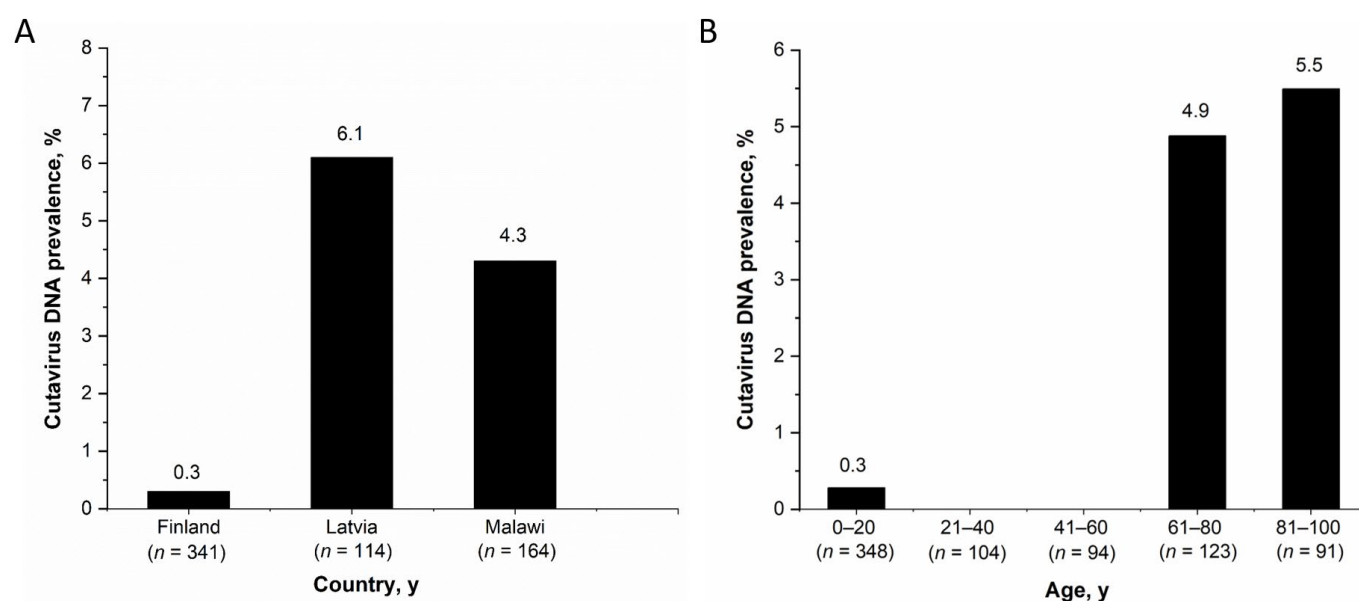 A
Cutavirus DNA prevalence, %
8
7
6
5
4
3
2
1
0
0.3
6.1
4.3
Finland
(n = 341)
Latvia
(n = 114)
Malawi
(n = 164)
Country, y
B
Cutavirus DNA prevalence, %
6
5
4
3
2
1
0
0.3
4.9
5.5
0–20
(n = 348)
21–40
(n = 104)
41–60
(n = 94)
61–80
(n = 123)
81–100
(n = 91)
Age, y